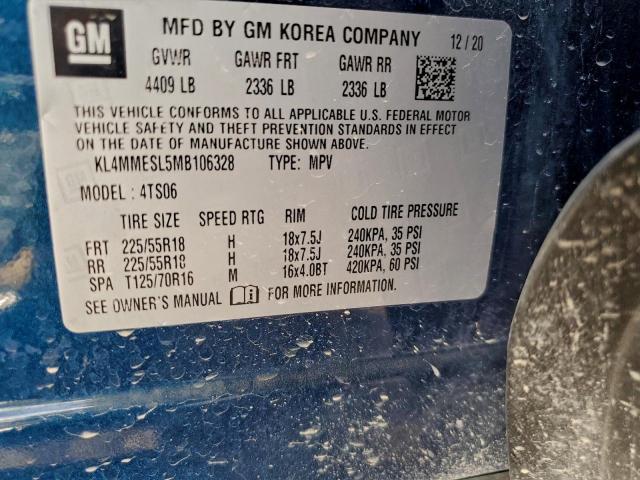 GM
MFD BY GM KOREA COMPANY 12/20
GVWR GAWR FRT GAWR RR
4409 LB 2336 LB 2336 LB
THIS VEHICLE CONFORMS TO ALL APPLICABLE U.S. FEDERAL MOTOR
VEHICLE SAFETY AND THEFT PREVENTION STANDARDS IN EFFECT
ON THE DATE OF MANUFACTURE SHOWN ABOVE.
KL4MMESL5MB106328 TYPE: MPV
MODEL: 4TS06
TIRE SIZE SPEED RTG RIM COLD TIRE PRESSURE
FRT 225/55R18 H 18x7.5J 240KPA, 35 PSI
RR 225/55R18 H 18x7.5J 240KPA, 35 PSI
SPA T125/70R16 M 16x4.0BT 420KPA, 60 PSI
SEE OWNER'S MANUAL FOR MORE INFORMATION.